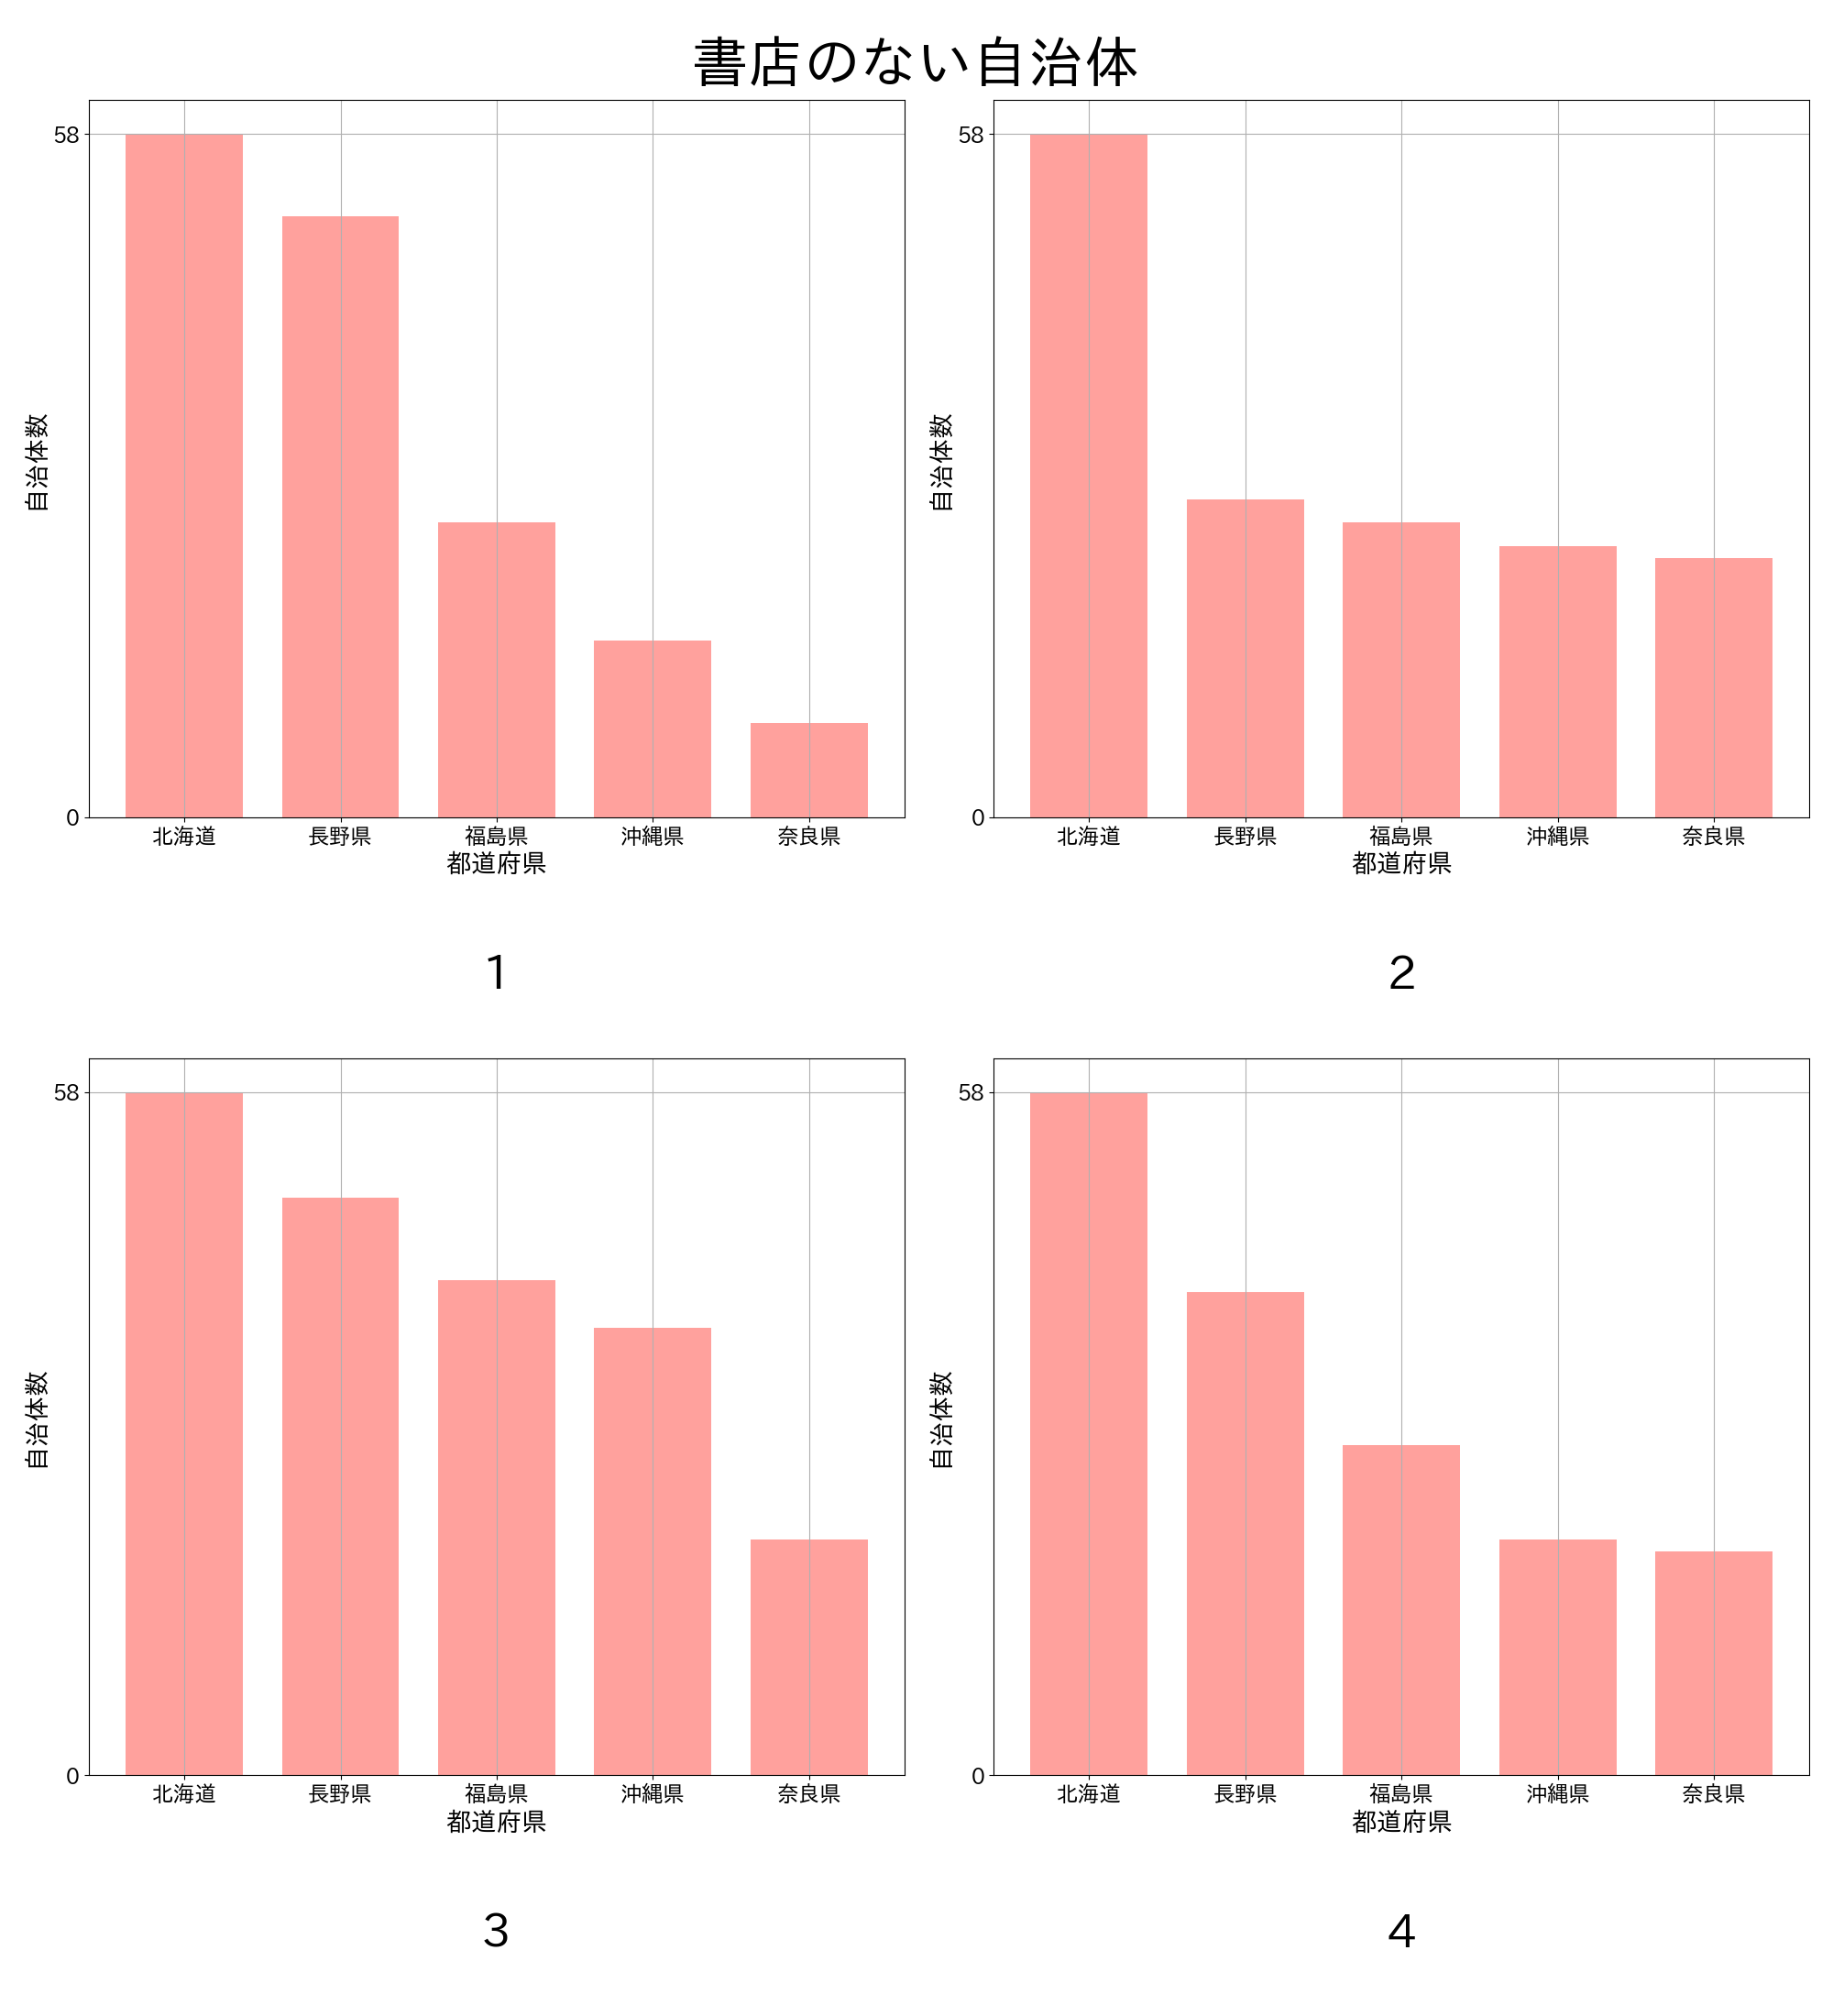 書店のない自治体
58
0
自治体数
北海道 長野県 福島県 沖縄県 奈良県
都道府県
1
58
0
自治体数
北海道 長野県 福島県 沖縄県 奈良県
都道府県
2
58
0
自治体数
北海道 長野県 福島県 沖縄県 奈良県
都道府県
3
58
0
自治体数
北海道 長野県 福島県 沖縄県 奈良県
都道府県
4